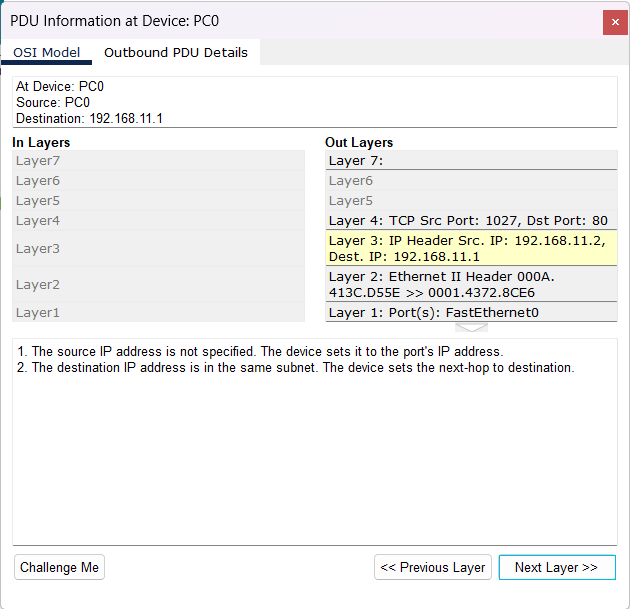 PDU Information at Device: PC0
OSI Model
Outbound PDU Details
At Device: PC0
Source: PC0
Destination: 192.168.11.1
In Layers
Layer7
Layer6
Layer5
Layer4
Layer3
Layer2
Layer1
Out Layers
Layer 7:
Layer6
Layer5
Layer 4: TCP Src Port: 1027, Dst Port: 80
Layer 3: IP Header Src. IP: 192.168.11.2,
Dest. IP: 192.168.11.1
Layer 2: Ethernet II Header 000A.
413C.D55E >> 0001.4372.8CE6
Layer 1: Port(s): FastEthernet0
1. The source IP address is not specified. The device sets it to the port's IP address.
2. The destination IP address is in the same subnet. The device sets the next-hop to destination.
Challenge Me
<< Previous Layer
Next Layer >>